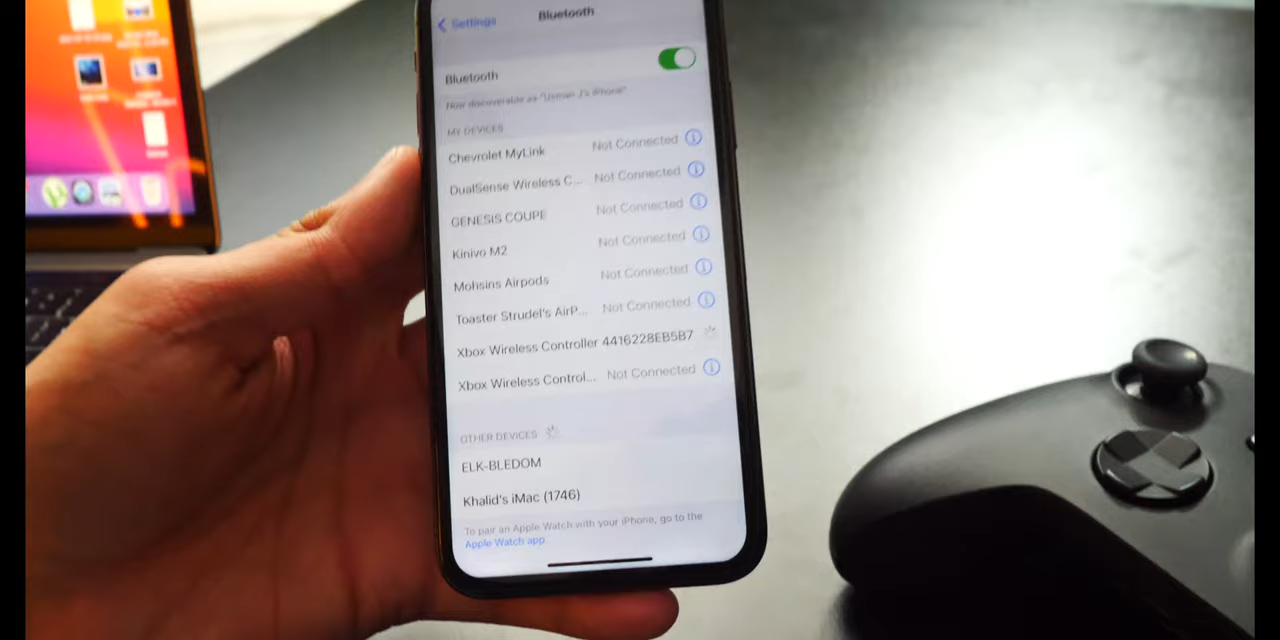 Settings
Bluetooth
Bluetooth
Now discoverable as "Usman J's iPhone"
MY DEVICES
Chevrolet MyLink Not Connected
DualSense Wireless C... Not Connected
GENESIS COUPE Not Connected
Kinivo M2 Not Connected
Mohsins Airpods Not Connected
Toaster Strudel's AirP... Not Connected
Xbox Wireless Controller 4416228EB5B7
Xbox Wireless Control... Not Connected
OTHER DEVICES
ELK-BLEDOM
Khalid's iMac (1746)
To pair an Apple Watch with your iPhone, go to the
Apple Watch app.